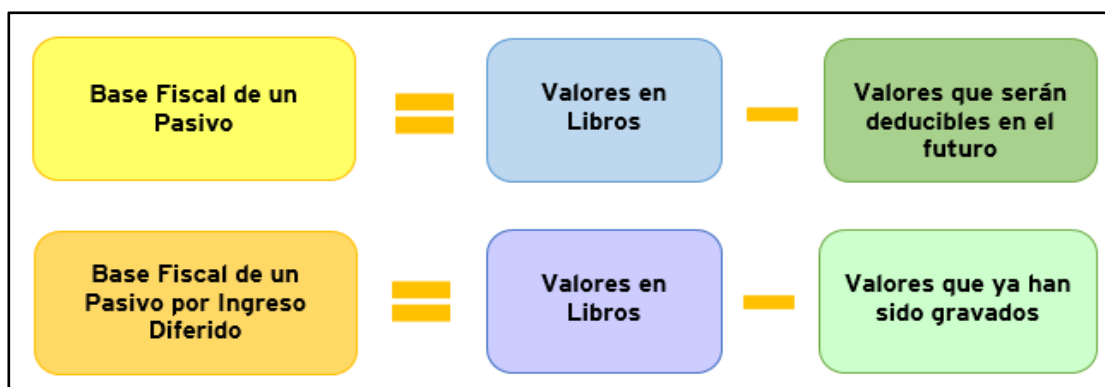 Base Fiscal de un
Pasivo
=
Valores en
Libros
-
Valores que serán
deducibles en el
futuro
Base Fiscal de un
Pasivo por Ingreso
Diferido
=
Valores en
Libros
-
Valores que ya han
sido gravados